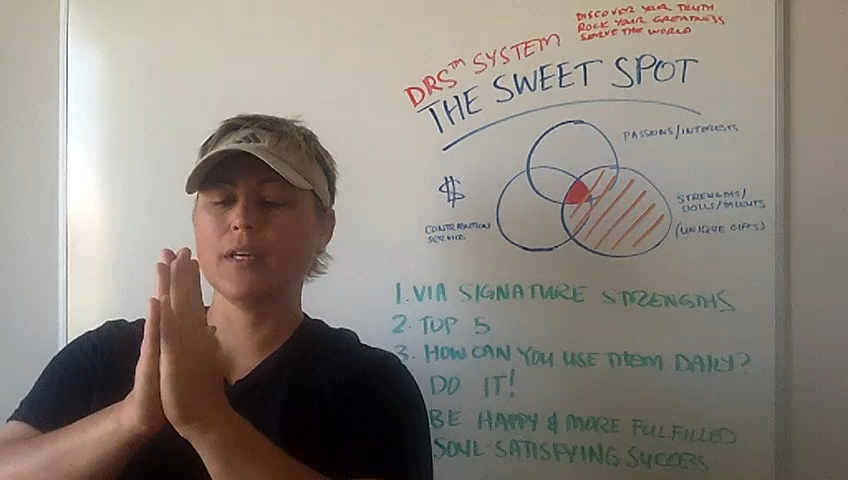 DISCOVER YOUR TRUTH
ROCK YOUR GREATNESS
SERVE THE WORLD
DRS™ SYSTEM
THE SWEET SPOT
PASSIONS/INTERESTS
$
CONTRIBUTION
SERVICE
STRENGTHS/
SKILLS/TALENTS
(UNIQUE GIFTS)
1. VIA SIGNATURE STRENGTHS
2. TOP 5
3. HOW CAN YOU USE THEM DAILY?
DO IT!
BE HAPPY & MORE FULFILLED
SOUL SATISFYING SUCCESS